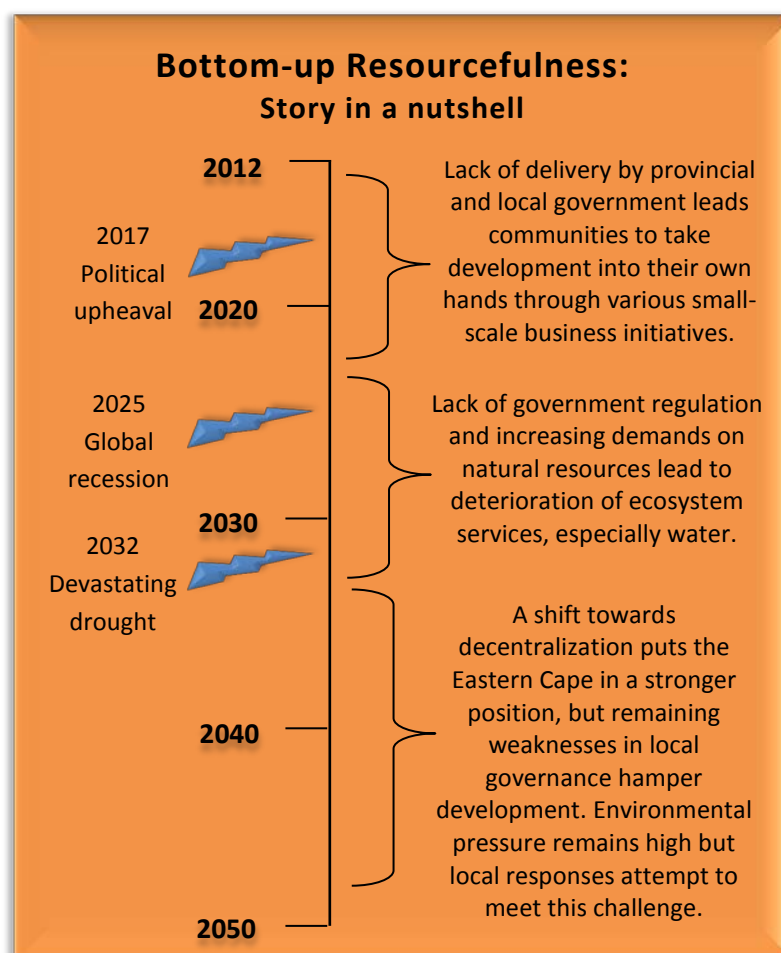 Bottom-up Resourcefulness:
Story in a nutshell
2012
Lack of delivery by provincial
and local government leads
communities to take
development into their own
hands through various small-
scale business initiatives.
2017
Political
upheaval
2020
2025
Global
recession
Lack of government regulation
and increasing demands on
natural resources lead to
deterioration of ecosystem
services, especially water.
2030
2032
Devastating
drought
A shift towards
decentralization puts the
Eastern Cape in a stronger
position, but remaining
weaknesses in local
governance hamper
development. Environmental
pressure remains high but
local responses attempt to
meet this challenge.
2040
2050